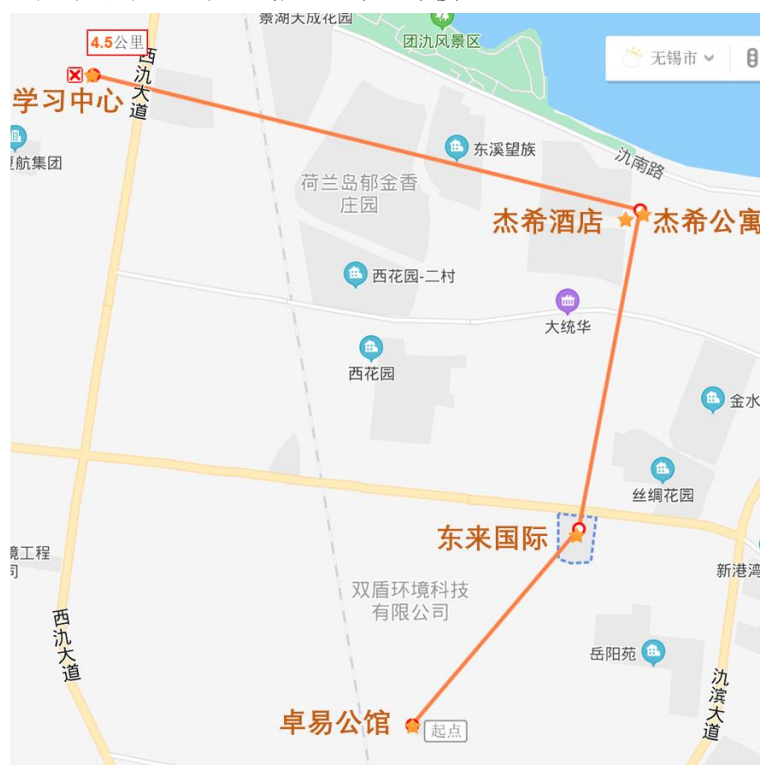 景湖大成花园
团氿风景区
4.5公里
无锡市
西氿大道
学习中心
东溪望族
氿南路
夏航集团
荷兰岛郁金香
庄园
杰希酒店
杰希公寓
西花园-二村
大统华
西花园
金水
丝绸花园
东来国际
境工程
司
双盾环境科技
有限公司
新港湾
西氿大道
岳阳苑
氿滨大道
卓易公馆
起点